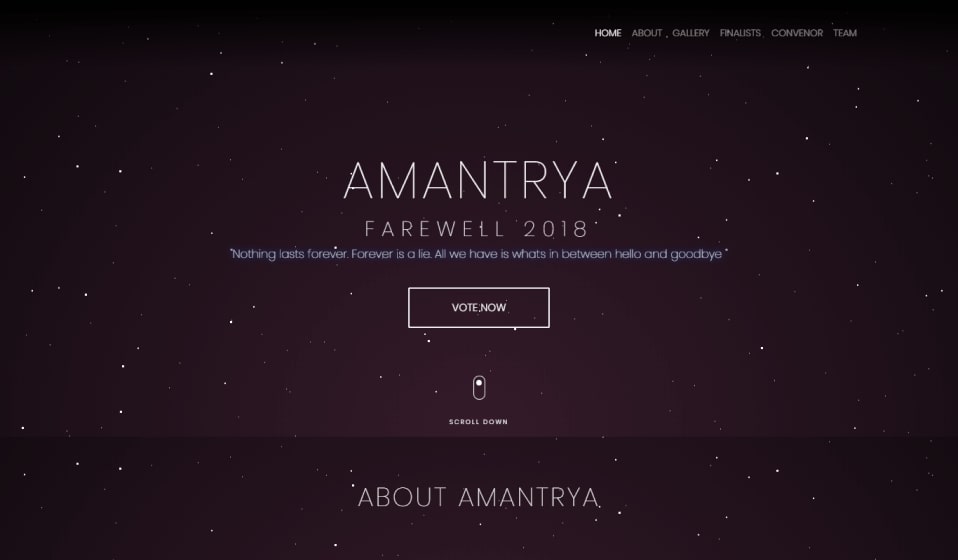 HOME ABOUT GALLERY FINALISTS CONVENOR TEAM
AMANTRYA
FAREWELL 2018
"Nothing lasts forever. Forever is a lie. All we have is whats in between hello and goodbye "
VOTE NOW
SCROLL DOWN
ABOUT AMANTRYA